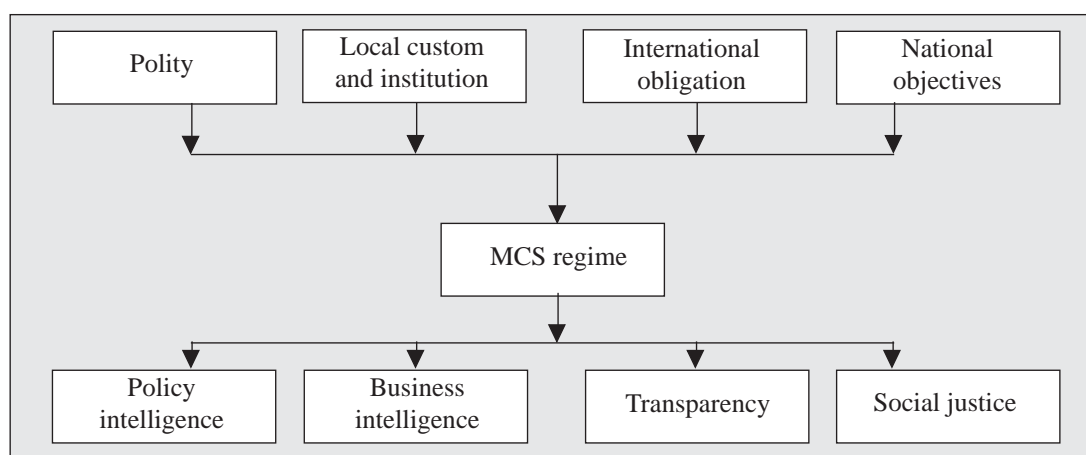 Polity
Local custom
and institution
International
obligation
National
objectives
MCS regime
Policy
intelligence
Business
intelligence
Transparency
Social justice